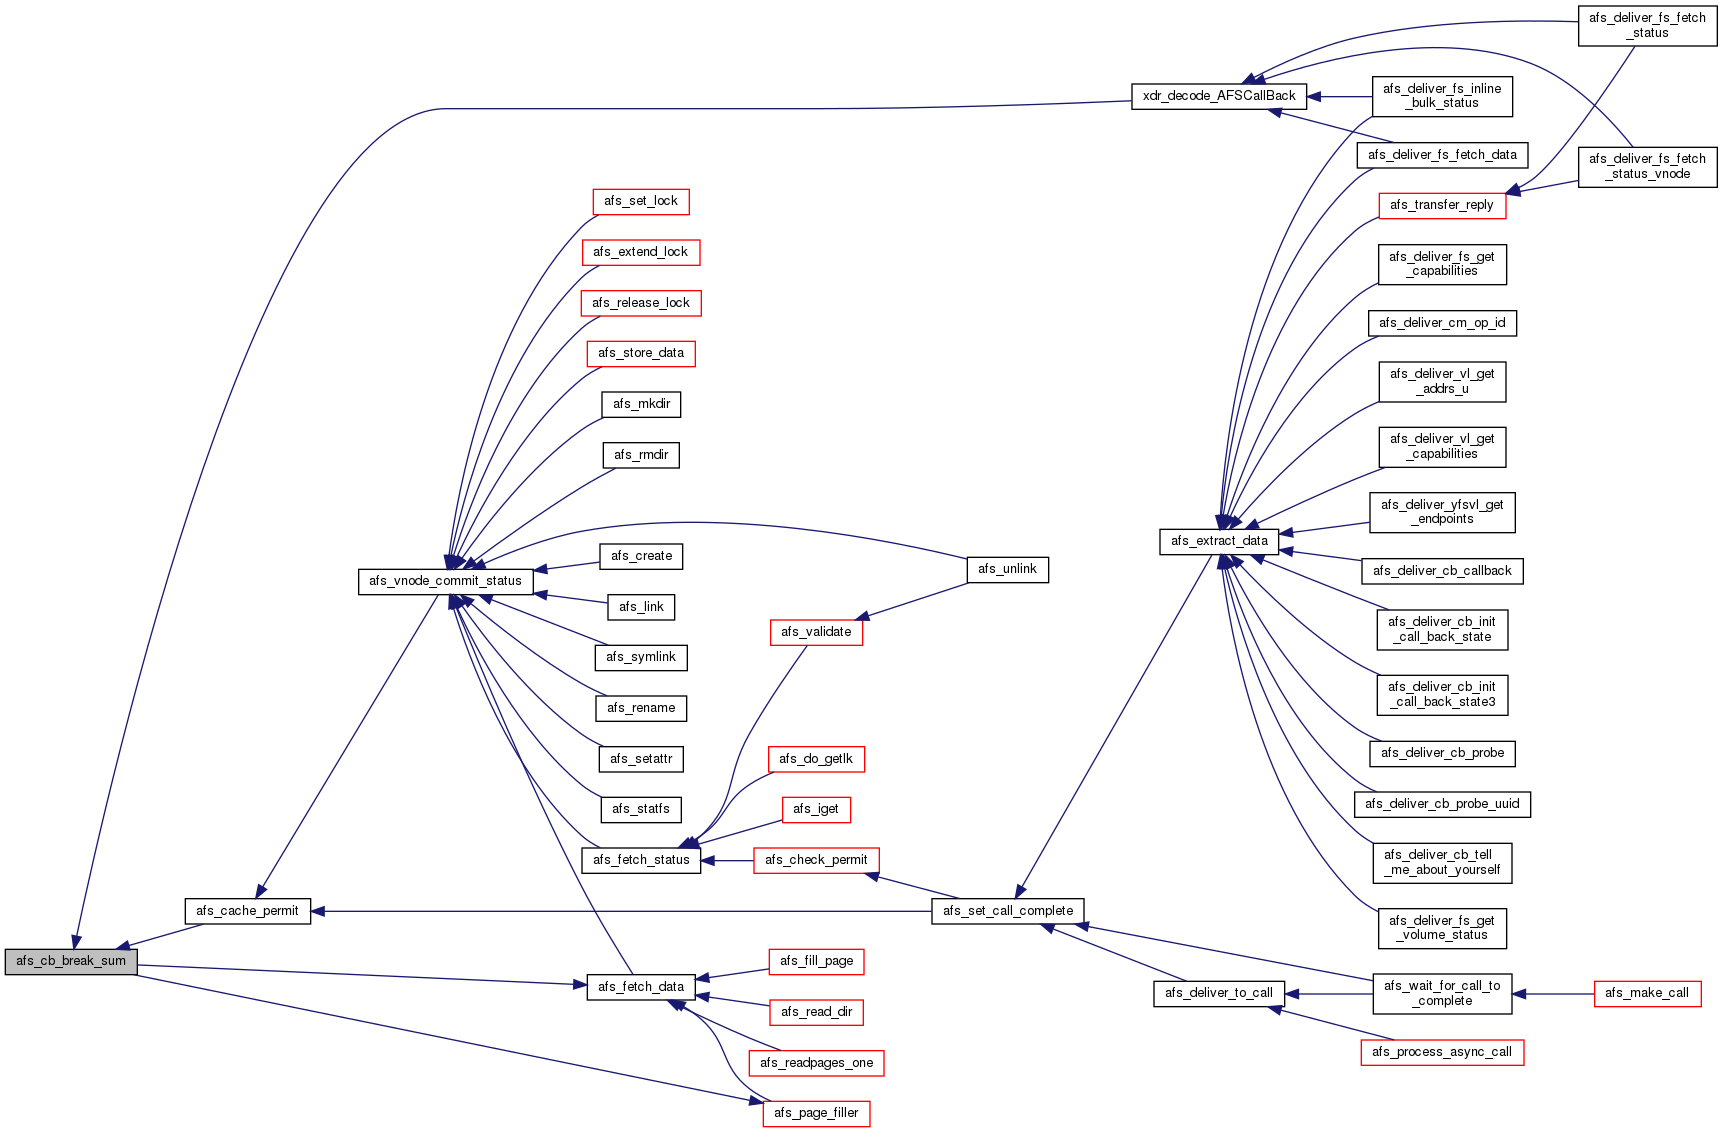 afs_deliver_fs_fetch
_status
xdr_decode_AFSCallBack
afs_deliver_fs_inline
_bulk_status
afs_deliver_fs_fetch_data
afs_deliver_fs_fetch
_status_vnode
afs_set_lock
afs_transfer_reply
afs_extend_lock
afs_deliver_fs_get
_capabilities
afs_release_lock
afs_deliver_cm_op_id
afs_store_data
afs_deliver_vl_get
_addrs_u
afs_mkdir
afs_rmdir
afs_deliver_vl_get
_capabilities
afs_deliver_yfsvl_get
_endpoints
afs_extract_data
afs_create
afs_unlink
afs_deliver_cb_callback
afs_vnode_commit_status
afs_link
afs_validate
afs_deliver_cb_init
_call_back_state
afs_symlink
afs_rename
afs_deliver_cb_init
_call_back_state3
afs_setattr
afs_do_getlk
afs_deliver_cb_probe
afs_statfs
afs_iget
afs_deliver_cb_probe_uuid
afs_fetch_status
afs_check_permit
afs_deliver_cb_tell
_me_about_yourself
afs_cache_permit
afs_set_call_complete
afs_deliver_fs_get
_volume_status
afs_cb_break_sum
afs_fill_page
afs_fetch_data
afs_deliver_to_call
afs_wait_for_call_to
_complete
afs_make_call
afs_read_dir
afs_process_async_call
afs_readpages_one
afs_page_filler